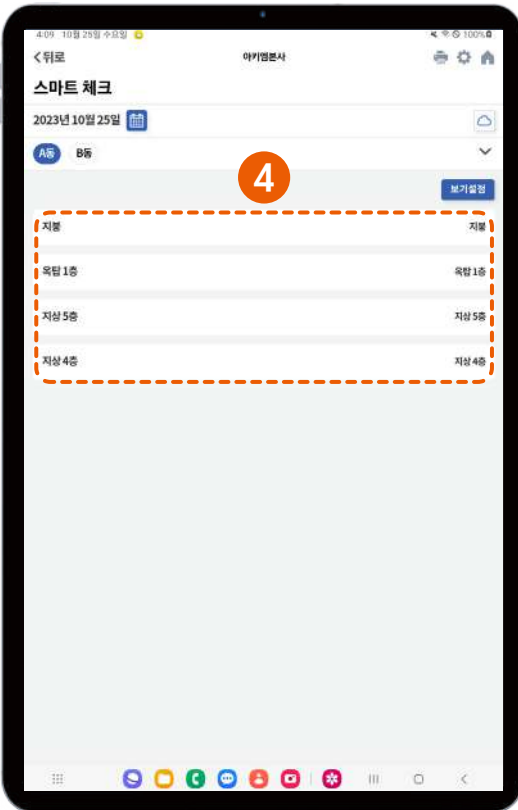 4:09 10월 25일 수요일 100%
<뒤로 아키엠본사
스마트 체크
2023년 10월 25일
A동 B동
4
보기설정
지붕 지붕
옥탑 1층 옥탑 1층
지상 5층 지상 5층
지상 4층 지상 4층